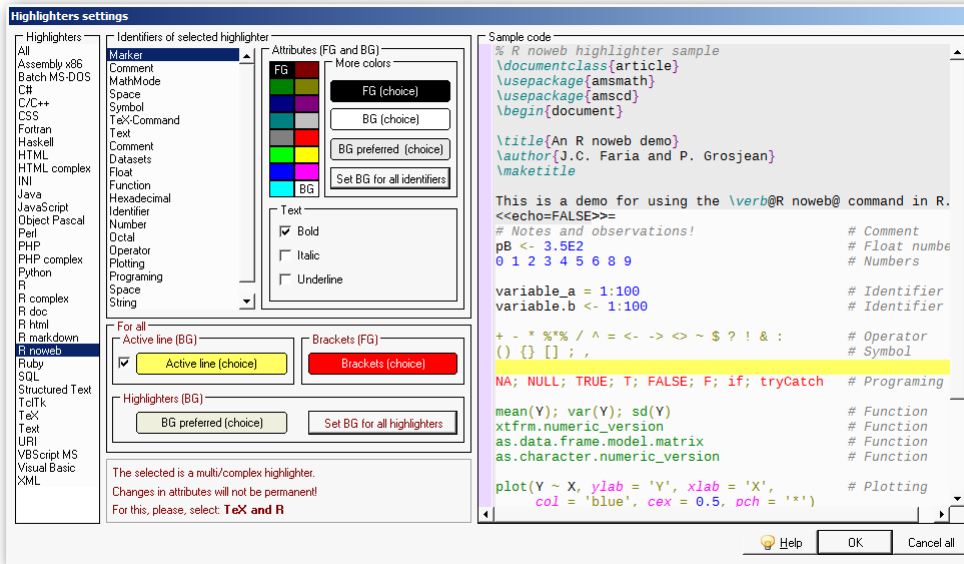 Highlighters settings
Highlighters
All
Assembly x86
Batch MS-DOS
C#
C/C++
CSS
Fortran
Haskell
HTML
HTML complex
INI
Java
JavaScript
Object Pascal
Perl
PHP
PHP complex
Python
R
R complex
R doc
R html
R markdown
R noweb
Ruby
SQL
Structured Text
TclTk
TeX
Text
URI
VBScript MS
Visual Basic
XML
Identifiers of selected highlighter
Marker
Comment
MathMode
Space
Symbol
TeX-Command
Text
Comment
Datasets
Float
Function
Hexadecimal
Identifier
Number
Octal
Operator
Plotting
Programing
Space
String
Attributes (FG and BG)
FG
BG
More colors
FG (choice)
BG (choice)
BG preferred (choice)
Set BG for all identifiers
Text
Bold
Italic
Underline
For all
Active line (BG)
Active line (choice)
Brackets (FG)
Brackets (choice)
Highlighters (BG)
BG preferred (choice)
Set BG for all highlighters
The selected is a multi/complex highlighter.
Changes in attributes will not be permanent!
For this, please, select: TeX and R
Sample code
% R noweb highlighter sample
\documentclass{article}
\usepackage{amsmath}
\usepackage{amscd}
\begin{document}
\title{An R noweb demo}
\author{J.C. Faria and P. Grosjean}
\maketitle
This is a demo for using the \verb@R noweb@ command in R.
<<echo=FALSE>>=
# Notes and observations! # Comment
pB <- 3.5E2 # Float numbe
0 1 2 3 4 5 6 8 9 # Numbers
variable_a = 1:100 # Identifier
variable.b <- 1:100 # Identifier
+ - * %*% / ^ = <- -> <> ~ $ ? ! & : # Operator
() {} [] ; , # Symbol
NA; NULL; TRUE; T; FALSE; F; if; tryCatch # Programing
mean(Y); var(Y); sd(Y) # Function
xtfrm.numeric_version # Function
as.data.frame.model.matrix # Function
as.character.numeric_version # Function
plot(Y ~ X, ylab = 'Y', xlab = 'X', # Plotting
col = 'blue', cex = 0.5, pch = '*')
Help
OK
Cancel all